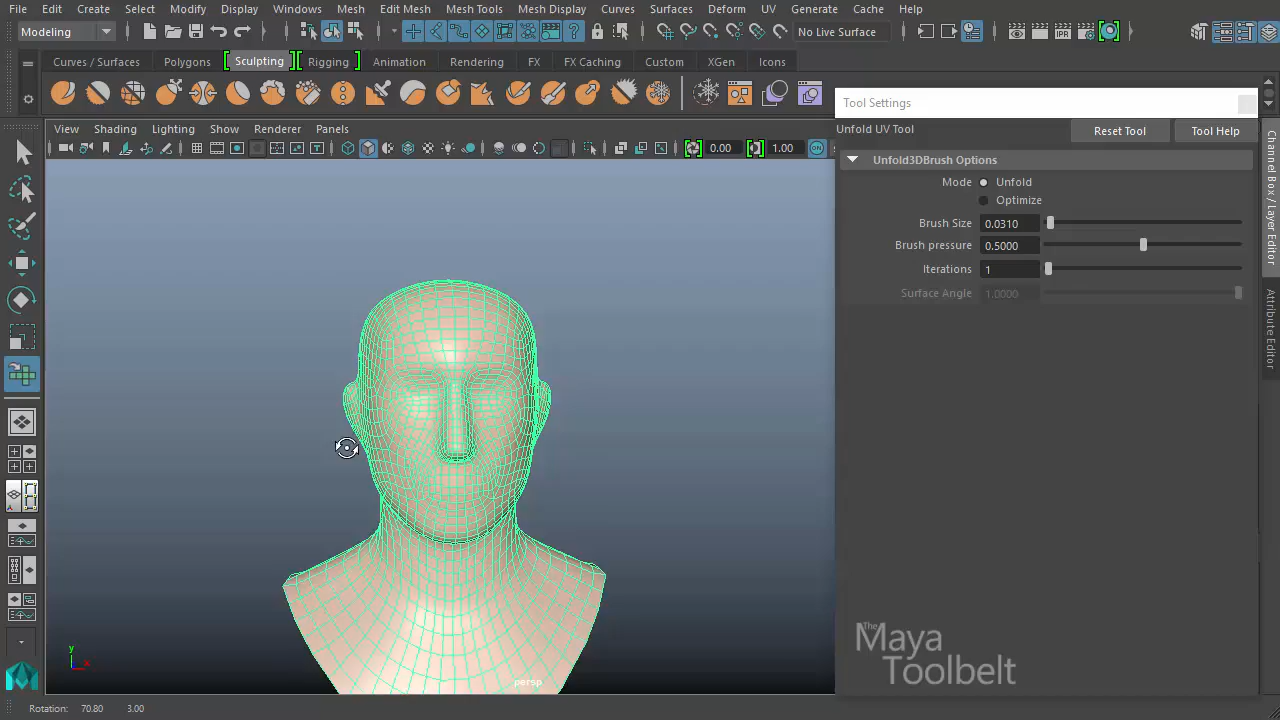 File Edit Create Select Modify Display Windows Mesh Edit Mesh Mesh Tools Mesh Display Curves Surfaces Deform UV Generate Cache Help
Modeling No Live Surface
Curves / Surfaces Polygons Sculpting Rigging Animation Rendering FX FX Caching Custom XGen Icons
Tool Settings
View Shading Lighting Show Renderer Panels
Unfold UV Tool Reset Tool Tool Help
IPR 0.00 1.00 ON
Unfold3DBrush Options
Mode Unfold
Optimize
Brush Size 0.0310
Brush pressure 0.5000
Iterations 1
Surface Angle 1.0000
Channel Box / Layer Editor
Attribute Editor
A
y
x
persp
The
Maya
Toolbelt
Rotation: 70.80 3.00